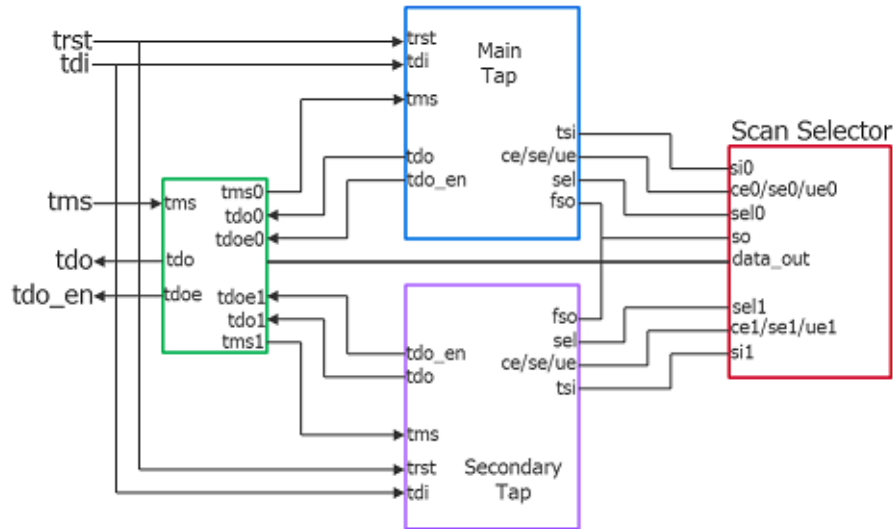 trst
tdi
tms
tdo
tdo_en
tms
tdo
tdoe
tms0
tdo0
tdoe0
tdoe1
tdo1
tms1
trst
tdi
tms
tdo
tdo_en
Main
Tap
tsi
ce/se/ue
sel
fso
tdo_en
tdo
tms
trst
tdi
fso
sel
ce/se/ue
tsi
Secondary
Tap
Scan Selector
si0
ce0/se0/ue0
sel0
so
data_out
sel1
ce1/se1/ue1
si1